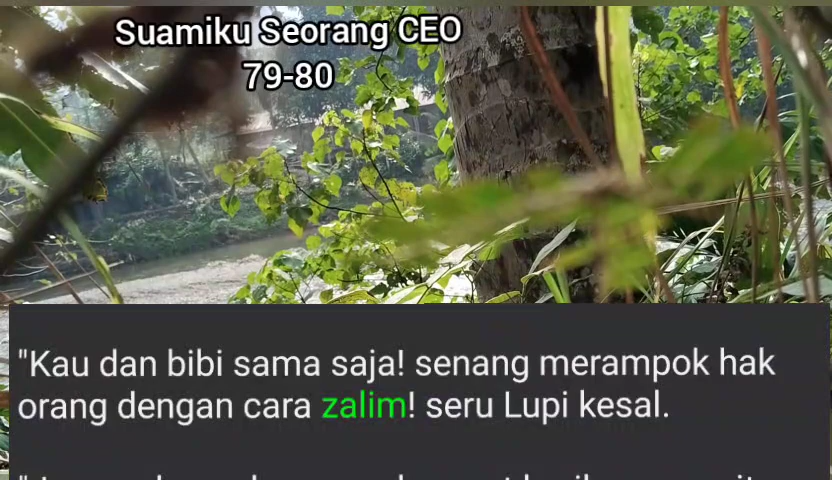 Suamiku Seorang CEO
79-80
"Kau dan bibi sama saja! senang merampok hak
orang dengan cara zalim! seru Lupi kesal.